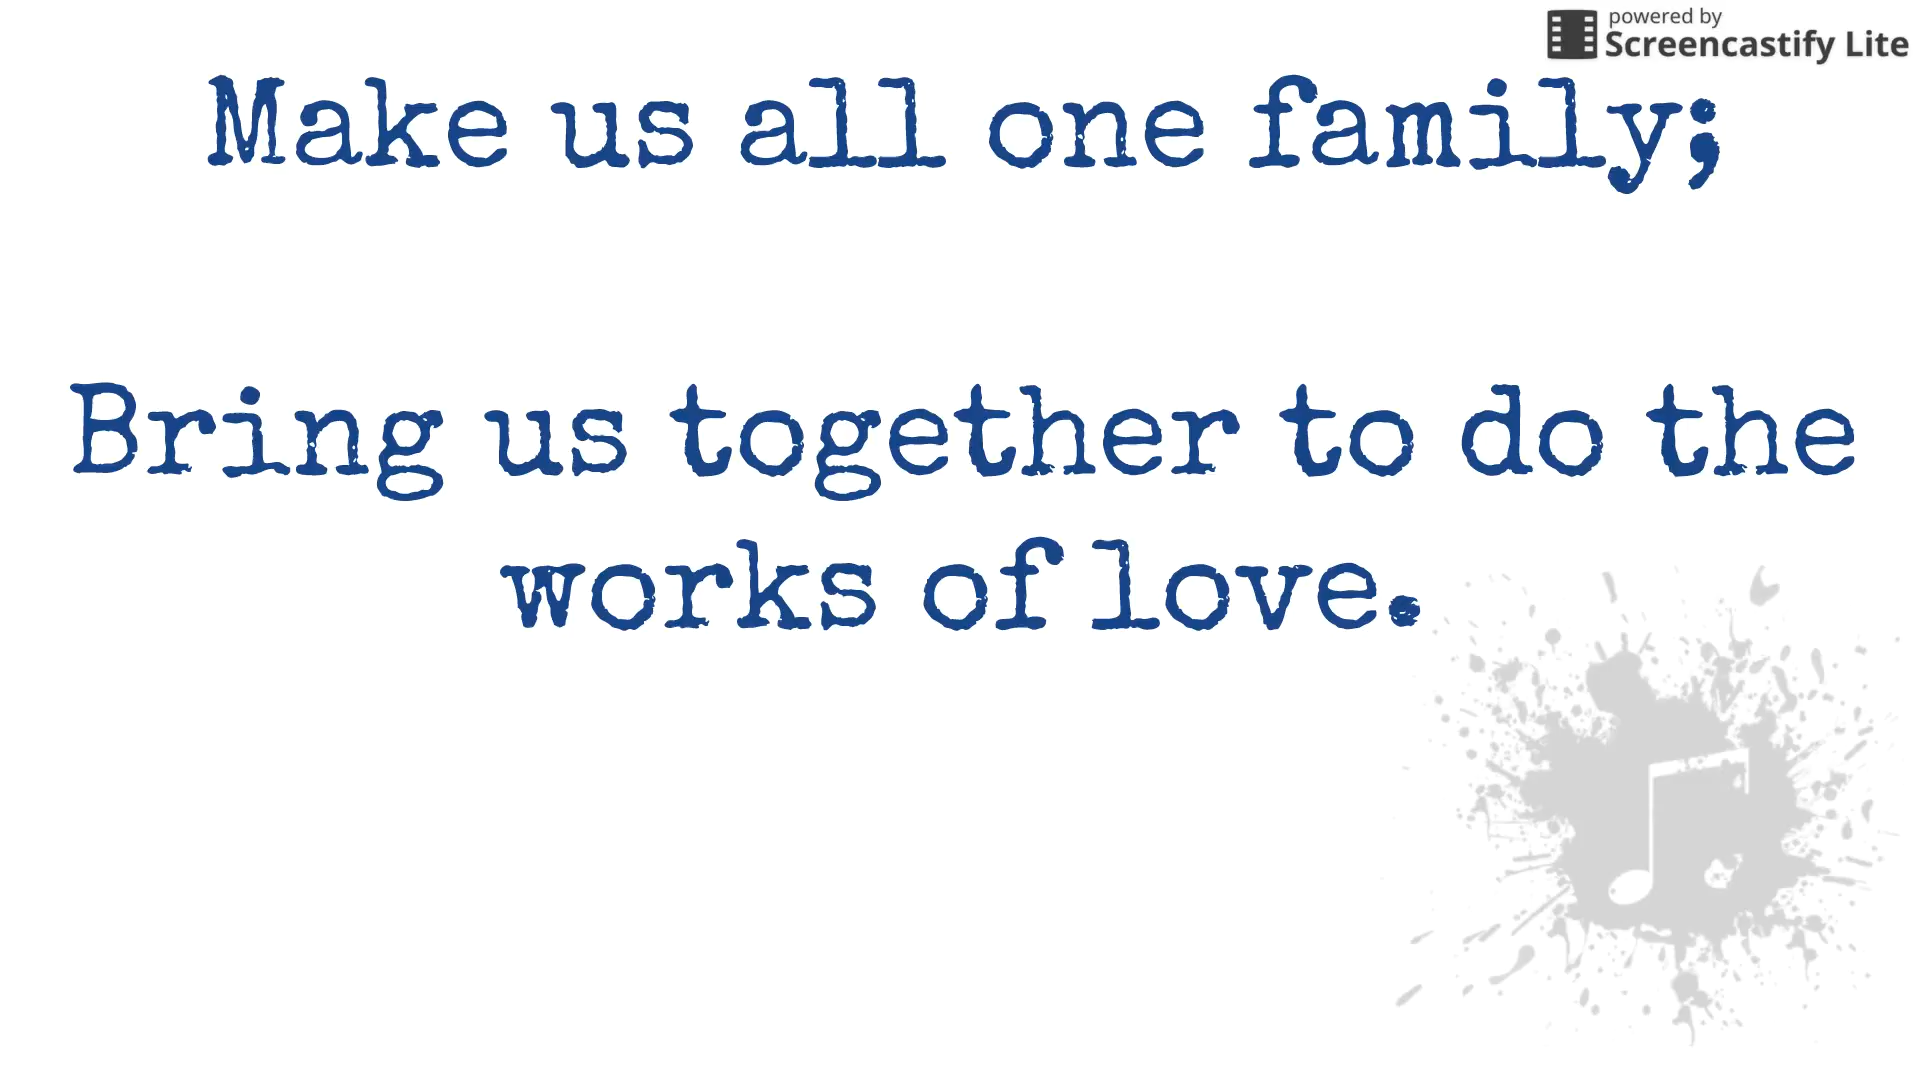 powered by
Screencastify Lite
Make us all one family;
Bring us together to do the
works of love.